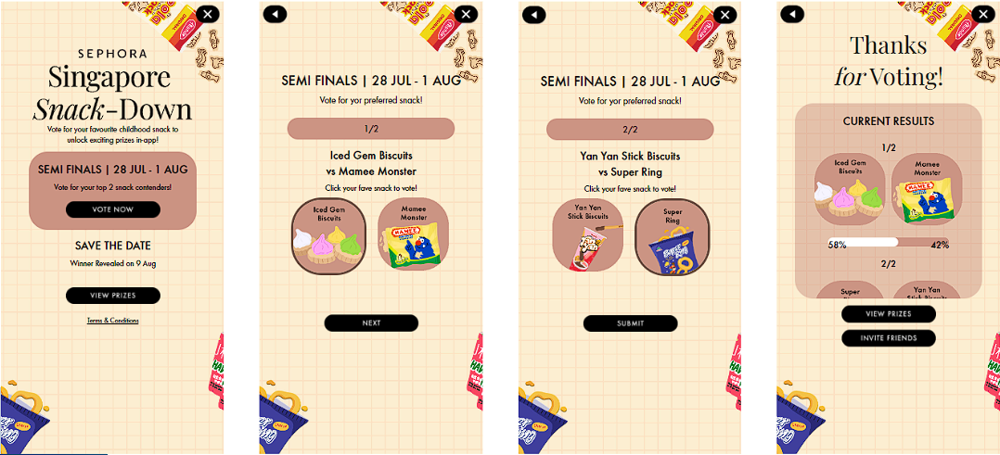 SEPHORA
Singapore
Snack-Down
Vote for your favourite childhood snack to
unlock exciting prizes in-app!
SEMI FINALS | 28 JUL - 1 AUG
Vote for your top 2 snack contenders!
VOTE NOW
SAVE THE DATE
Winner Revealed on 9 Aug
VIEW PRIZES
Terms & Conditions
SEMI FINALS | 28 JUL - 1 AUG
Vote for yor preferred snack!
1/2
Iced Gem Biscuits
vs Mamee Monster
Click your fave snack to vote!
Iced Gem
Biscuits
Mamee
Monster
MAMEE
NEXT
SEMI FINALS | 28 JUL - 1 AUG
Vote for yor preferred snack!
2/2
Yan Yan Stick Biscuits
vs Super Ring
Click your fave snack to vote!
Yan Yan
Stick Biscuits
Super
Ring
SUBMIT
Thanks
for Voting!
CURRENT RESULTS
1/2
Iced Gem
Biscuits
Mamee
Monster
MAMEE
58%
42%
2/2
Super
Yan Yan
Stick Biscuits
VIEW PRIZES
INVITE FRIENDS